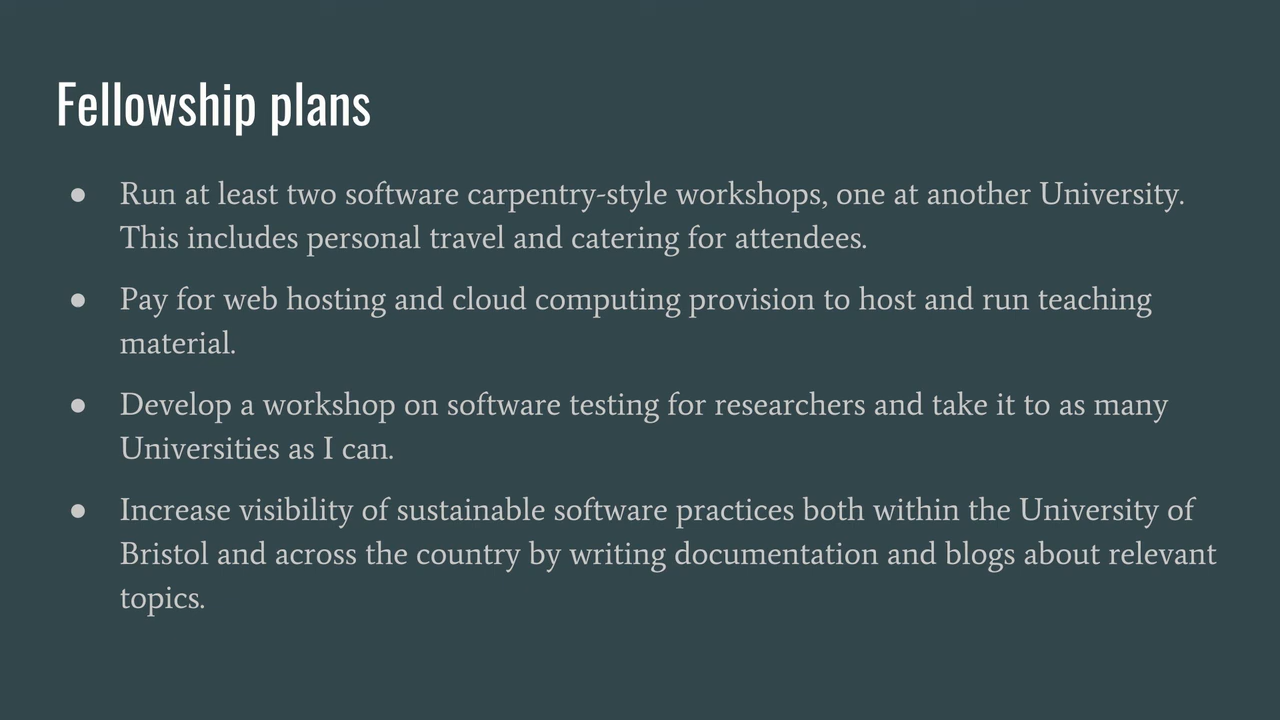 Fellowship plans
● Run at least two software carpentry-style workshops, one at another University.
This includes personal travel and catering for attendees.
● Pay for web hosting and cloud computing provision to host and run teaching
material.
● Develop a workshop on software testing for researchers and take it to as many
Universities as I can.
● Increase visibility of sustainable software practices both within the University of
Bristol and across the country by writing documentation and blogs about relevant
topics.